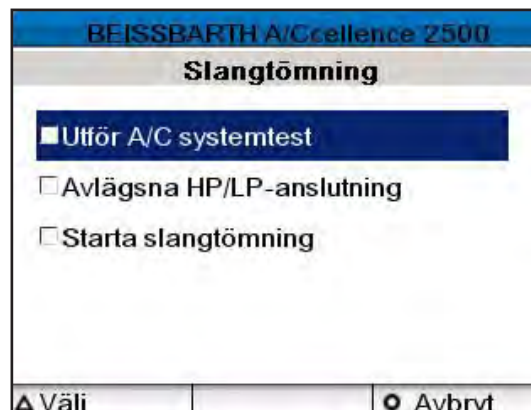 BEISSBARTH A/Ccellence 2500
Slangtömning
Utför A/C systemtest
Avlägsna HP/LP-anslutning
Starta slangtömning
Välj
Avbryt